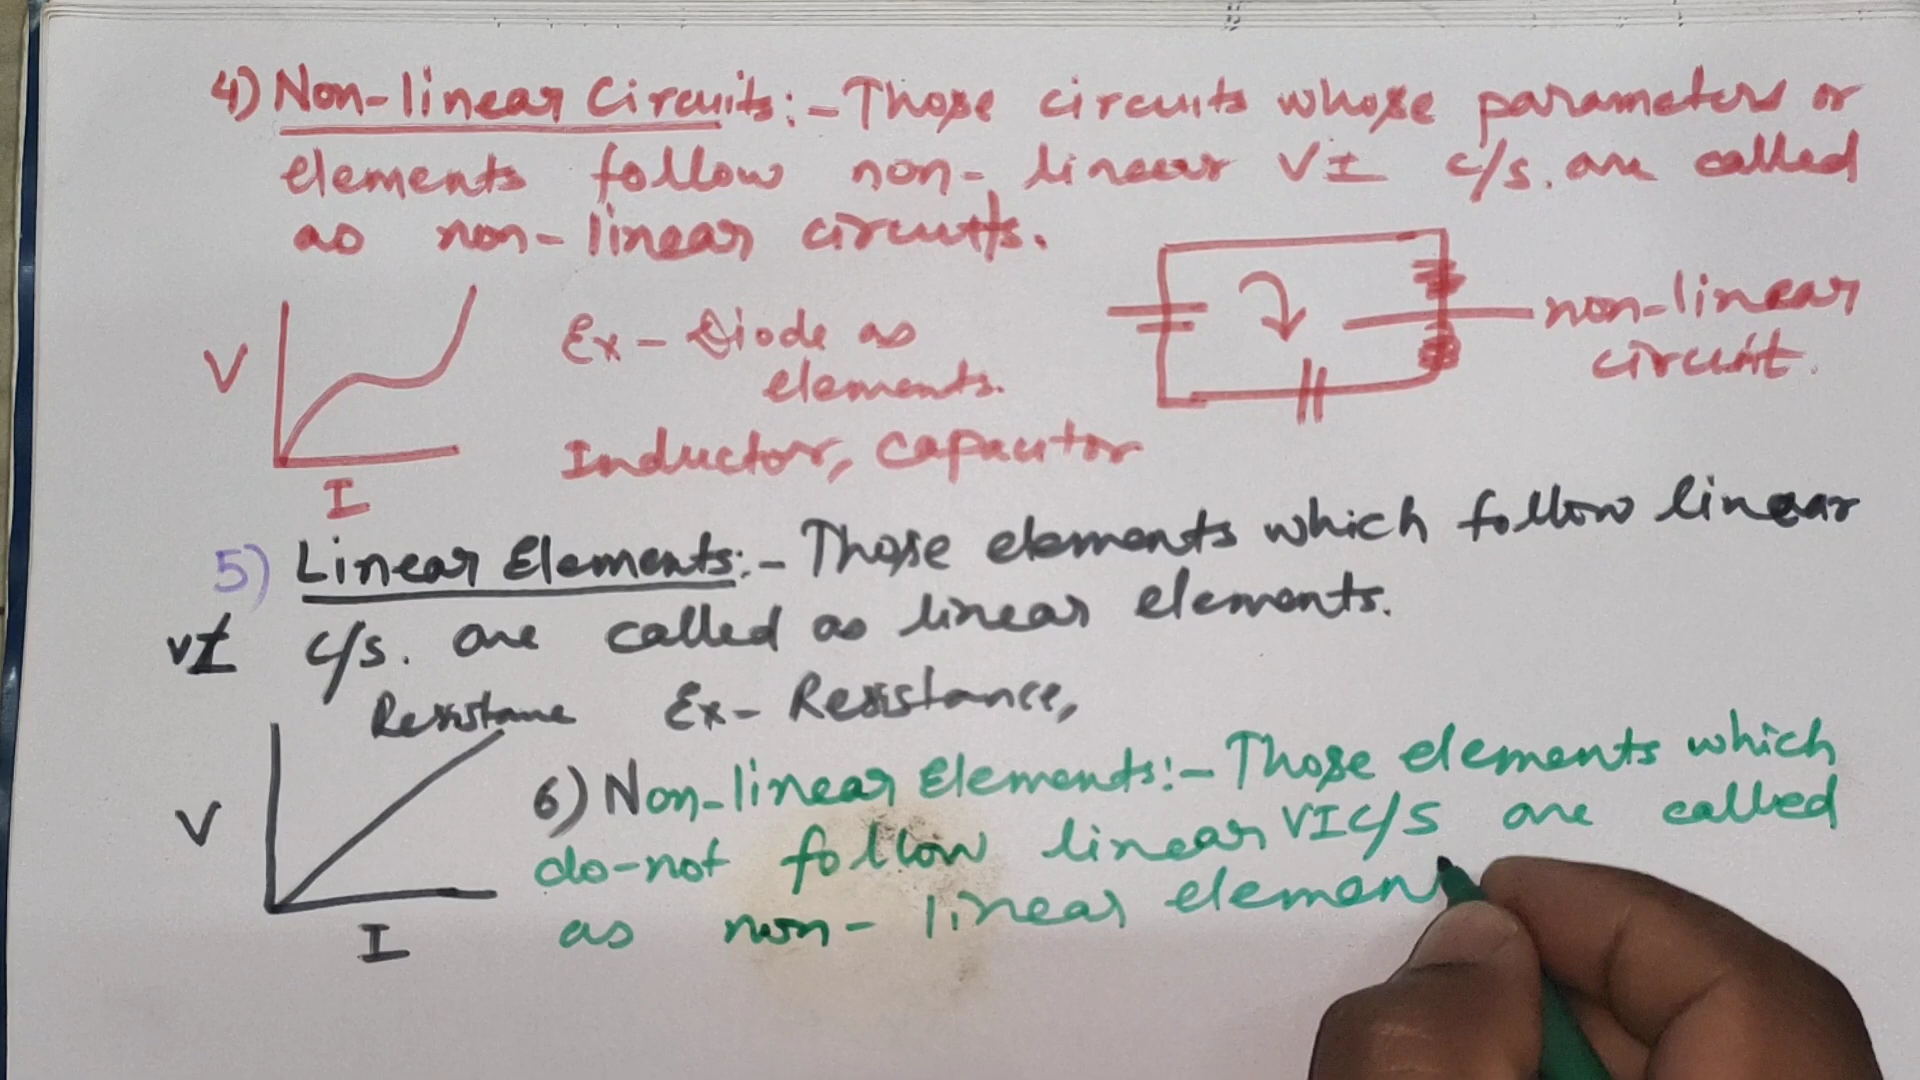 4) Non-linear Circuits:- Those circuits whose parameters or
elements follow non-linear VI c/s. are called
as non-linear circuits.
V
I
Ex- Diode as
elements.
Inductor, capacitor
non-linear
circuit.
5) Linear Elements:- Those elements which follow linear
VI c/s. are called as linear elements.
Resistance Ex- Resistance,
V
I
6) Non-linear Elements:- Those elements which
do-not follow linear VI C/S are called
as non-linear element